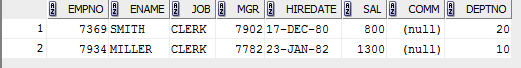 EMPNO ENAME JOB MGR HIREDATE SAL COMM DEPTNO
1 7369 SMITH CLERK 7902 17-DEC-80 800 (null) 20
2 7934 MILLER CLERK 7782 23-JAN-82 1300 (null) 10